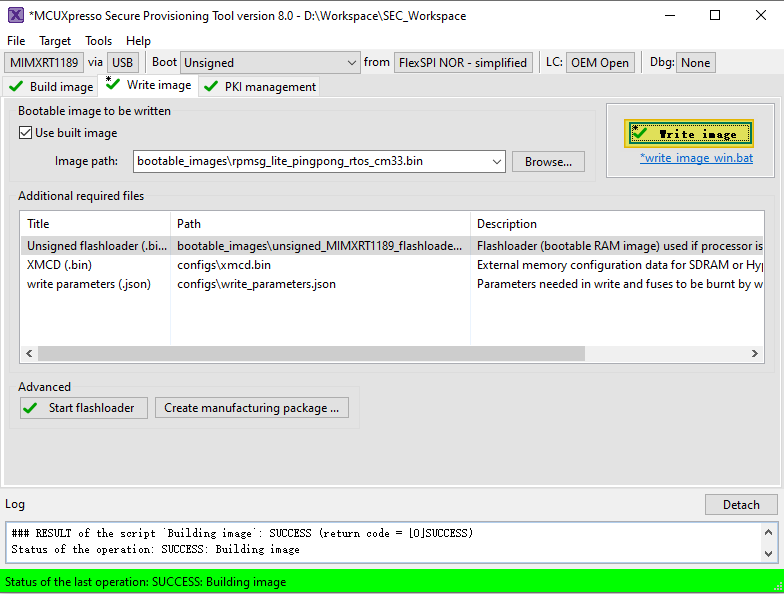 *MCUXpresso Secure Provisioning Tool version 8.0 - D:\Workspace\SEC_Workspace
File Target Tools Help
MIMXRT1189 via USB Boot Unsigned from FlexSPI NOR - simplified LC: OEM Open Dbg: None
Build image * Write image PKI management
Bootable image to be written
Use built image
* Write image
Image path: bootable_images\rpmsg_lite_pingpong_rtos_cm33.bin Browse...
*write_image_win.bat
Additional required files
Title Path Description
Unsigned flashloader (.bi... bootable_images\unsigned_MIMXRT1189_flashloade... Flashloader (bootable RAM image) used if processor is
XMCD (.bin) configs\xmcd.bin External memory configuration data for SDRAM or Hyp
write parameters (.json) configs\write_parameters.json Parameters needed in write and fuses to be burnt by w
Advanced
Start flashloader Create manufacturing package ...
Log Detach
### RESULT of the script `Building image`: SUCCESS (return code = [0]SUCCESS)
Status of the operation: SUCCESS: Building image
Status of the last operation: SUCCESS: Building image